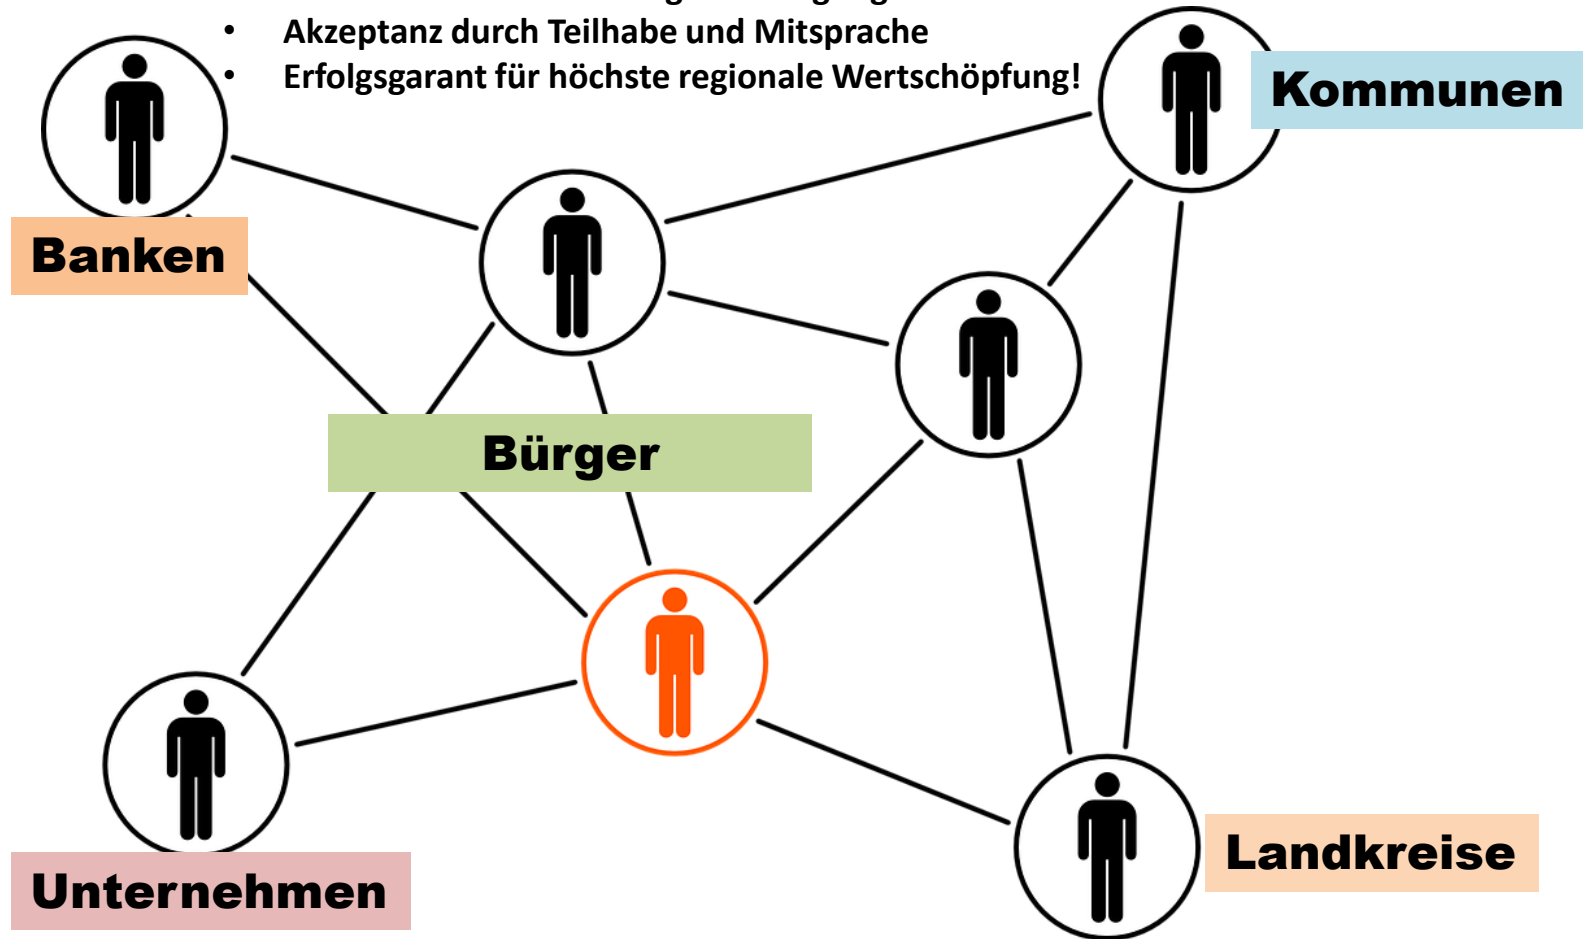 Akzeptanz durch Teilhabe und Mitsprache
Erfolgsgarant für höchste regionale Wertschöpfung!
Kommunen
Banken
Bürger
Landkreise
Unternehmen